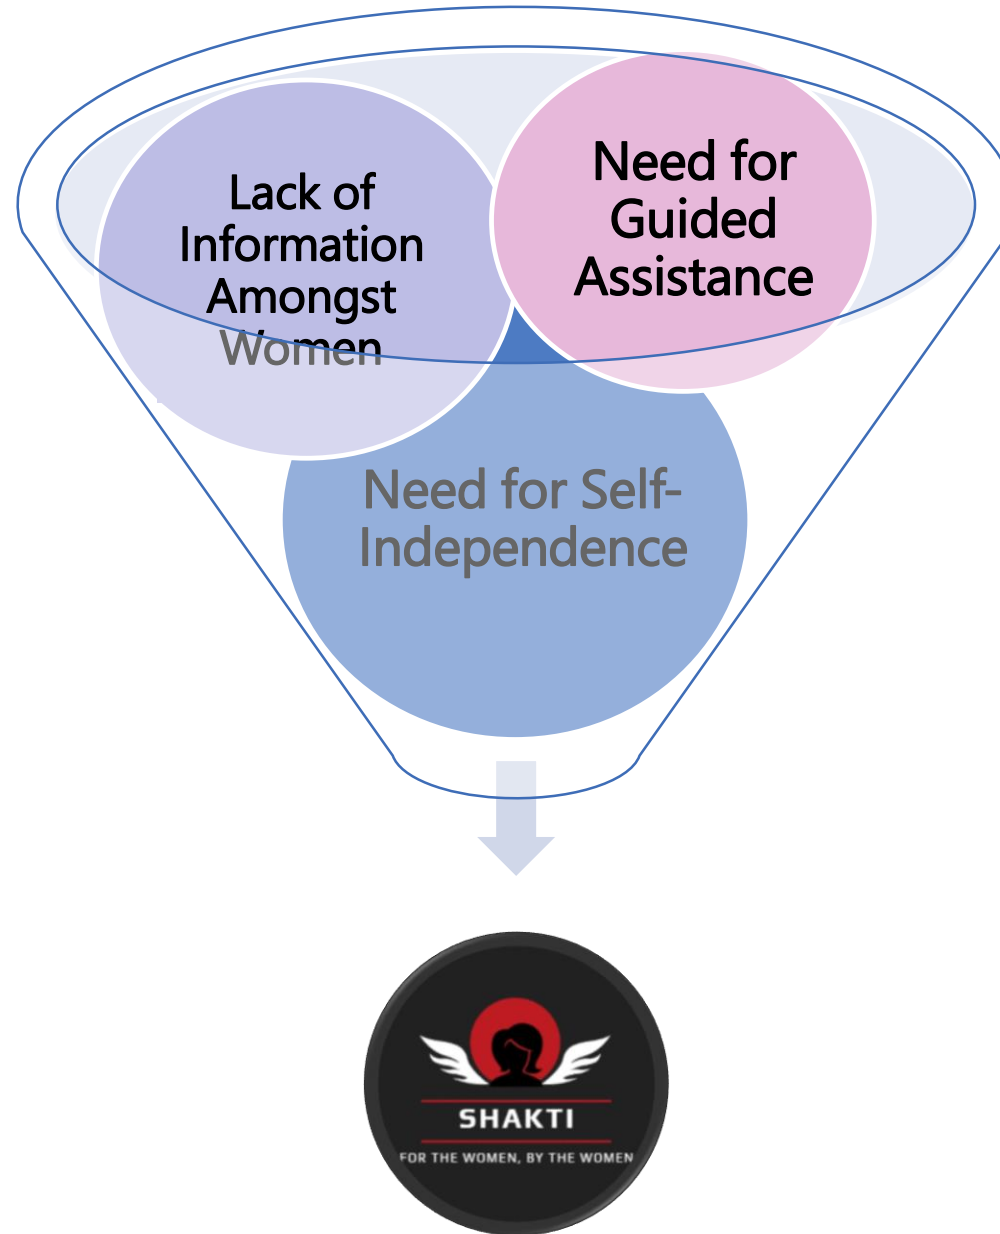 Lack of
Information
Amongst
Women
Need for
Guided
Assistance
Need for Self-
Independence
SHAKTI
FOR THE WOMEN, BY THE WOMEN